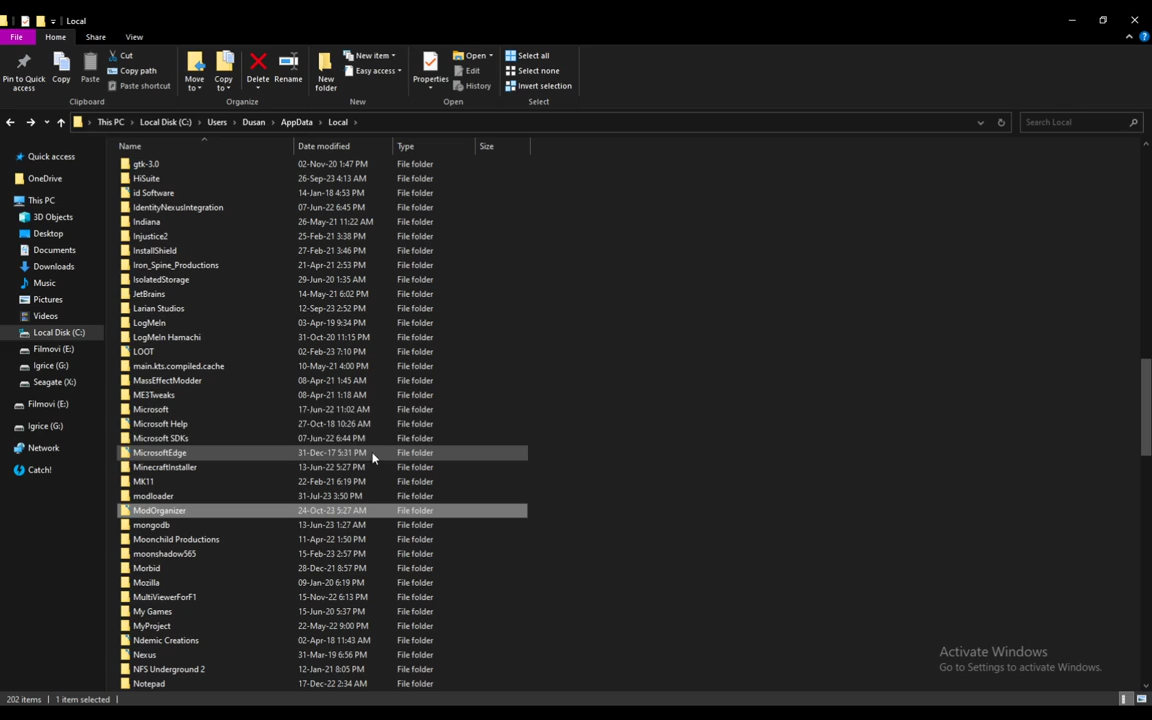 Local
File Home Share View
Pin to Quick access
Copy
Paste
Cut
Copy path
Paste shortcut
Clipboard
Move to
Copy to
Delete
Rename
Organize
New folder
New item
Easy access
New
Properties
Open
Edit
History
Open
Select all
Select none
Invert selection
Select
This PC > Local Disk (C:) > Users > Dusan > AppData > Local >
Search Local
Quick access
OneDrive
This PC
3D Objects
Desktop
Documents
Downloads
Music
Pictures
Videos
Local Disk (C:)
Filmovi (E:)
Igrice (G:)
Seagate (X:)
Filmovi (E:)
Igrice (G:)
Network
Catch!
Name Date modified Type Size
gtk-3.0 02-Nov-20 1:47 PM File folder
HiSuite 26-Sep-23 4:13 AM File folder
id Software 14-Jan-18 4:53 PM File folder
IdentityNexusIntegration 07-Jun-22 6:45 PM File folder
Indiana 26-May-21 11:22 AM File folder
Injustice2 25-Feb-21 3:38 PM File folder
InstallShield 27-Feb-21 3:46 PM File folder
Iron_Spine_Productions 21-Apr-21 2:53 PM File folder
IsolatedStorage 29-Jun-20 1:35 AM File folder
JetBrains 14-May-21 6:02 PM File folder
Larian Studios 12-Sep-23 2:52 PM File folder
LogMeIn 03-Apr-19 9:34 PM File folder
LogMeIn Hamachi 31-Oct-20 11:15 PM File folder
LOOT 02-Feb-23 7:10 PM File folder
main.kts.compiled.cache 10-May-21 4:00 PM File folder
MassEffectModder 08-Apr-21 1:45 AM File folder
ME3Tweaks 08-Apr-21 1:18 AM File folder
Microsoft 17-Jun-22 11:02 AM File folder
Microsoft Help 27-Oct-18 10:26 AM File folder
Microsoft SDKs 07-Jun-22 6:44 PM File folder
MicrosoftEdge 31-Dec-17 5:31 PM File folder
MinecraftInstaller 13-Jun-22 5:27 PM File folder
MK11 22-Feb-21 6:19 PM File folder
modloader 31-Jul-23 3:50 PM File folder
ModOrganizer 24-Oct-23 5:27 AM File folder
mongodb 13-Jun-23 1:27 AM File folder
Moonchild Productions 11-Apr-22 1:50 PM File folder
moonshadow565 15-Feb-23 2:57 PM File folder
Morbid 28-Dec-21 8:57 PM File folder
Mozilla 09-Jan-20 6:19 PM File folder
MultiViewerForF1 15-Nov-22 6:13 PM File folder
My Games 15-Jun-20 5:37 PM File folder
MyProject 22-May-22 9:00 PM File folder
Ndemic Creations 02-Apr-18 11:43 AM File folder
Nexus 31-Mar-19 6:56 PM File folder
NFS Underground 2 12-Jan-21 8:05 PM File folder
Notepad 17-Dec-22 2:34 AM File folder
Activate Windows
Go to Settings to activate Windows.
202 items 1 item selected